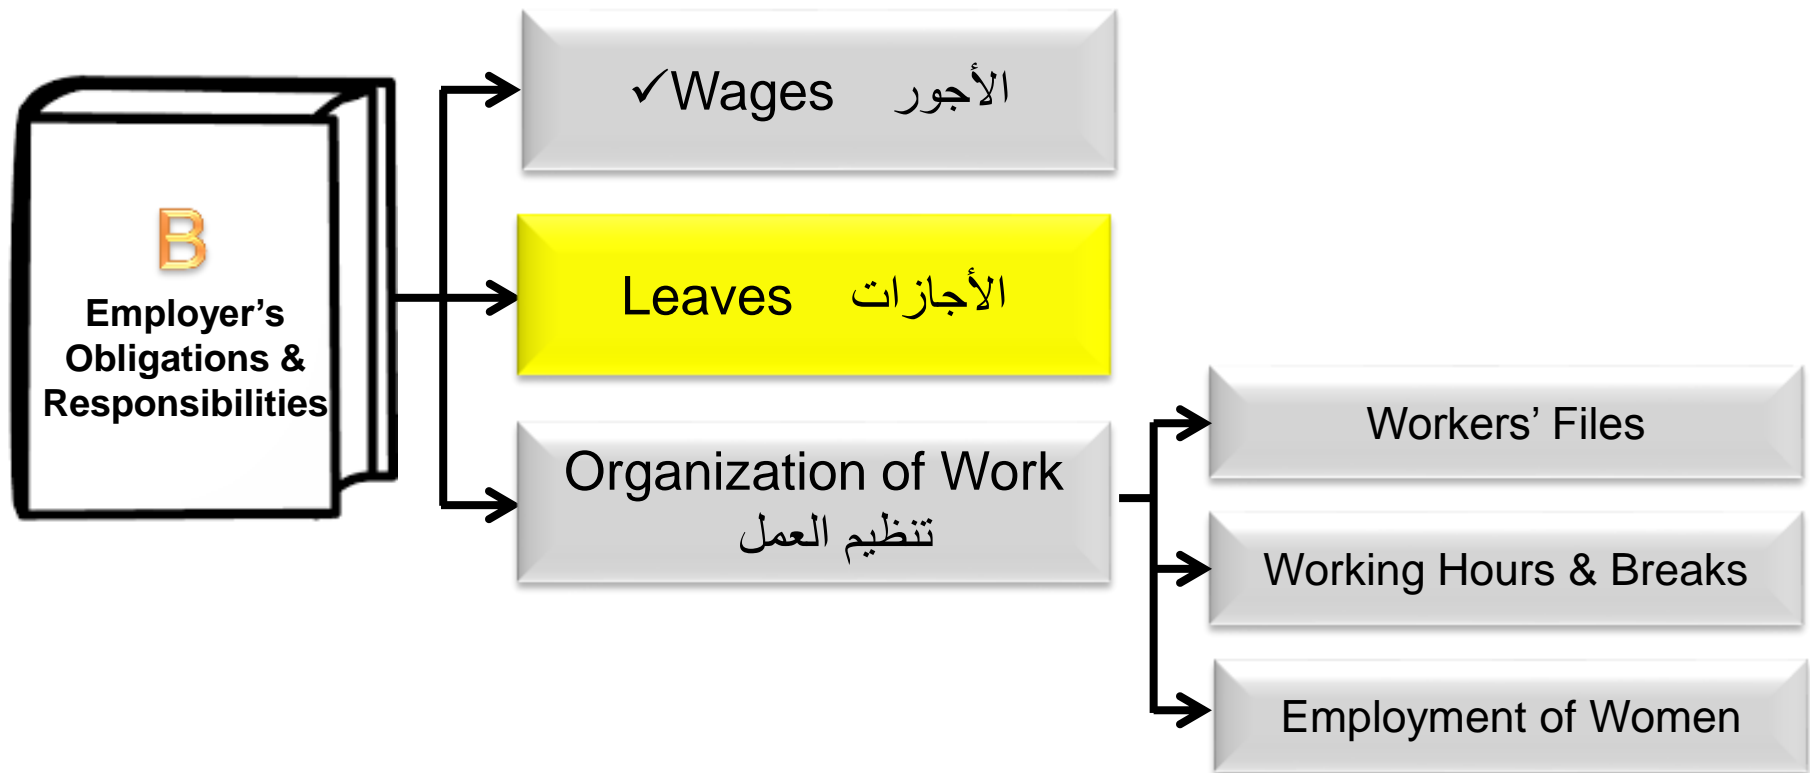 B
Employer’s
Obligations &
Responsibilities
✓Wages الأجور
Leaves الأجازات
Organization of Work
تنظيم العمل
Workers’ Files
Working Hours & Breaks
Employment of Women